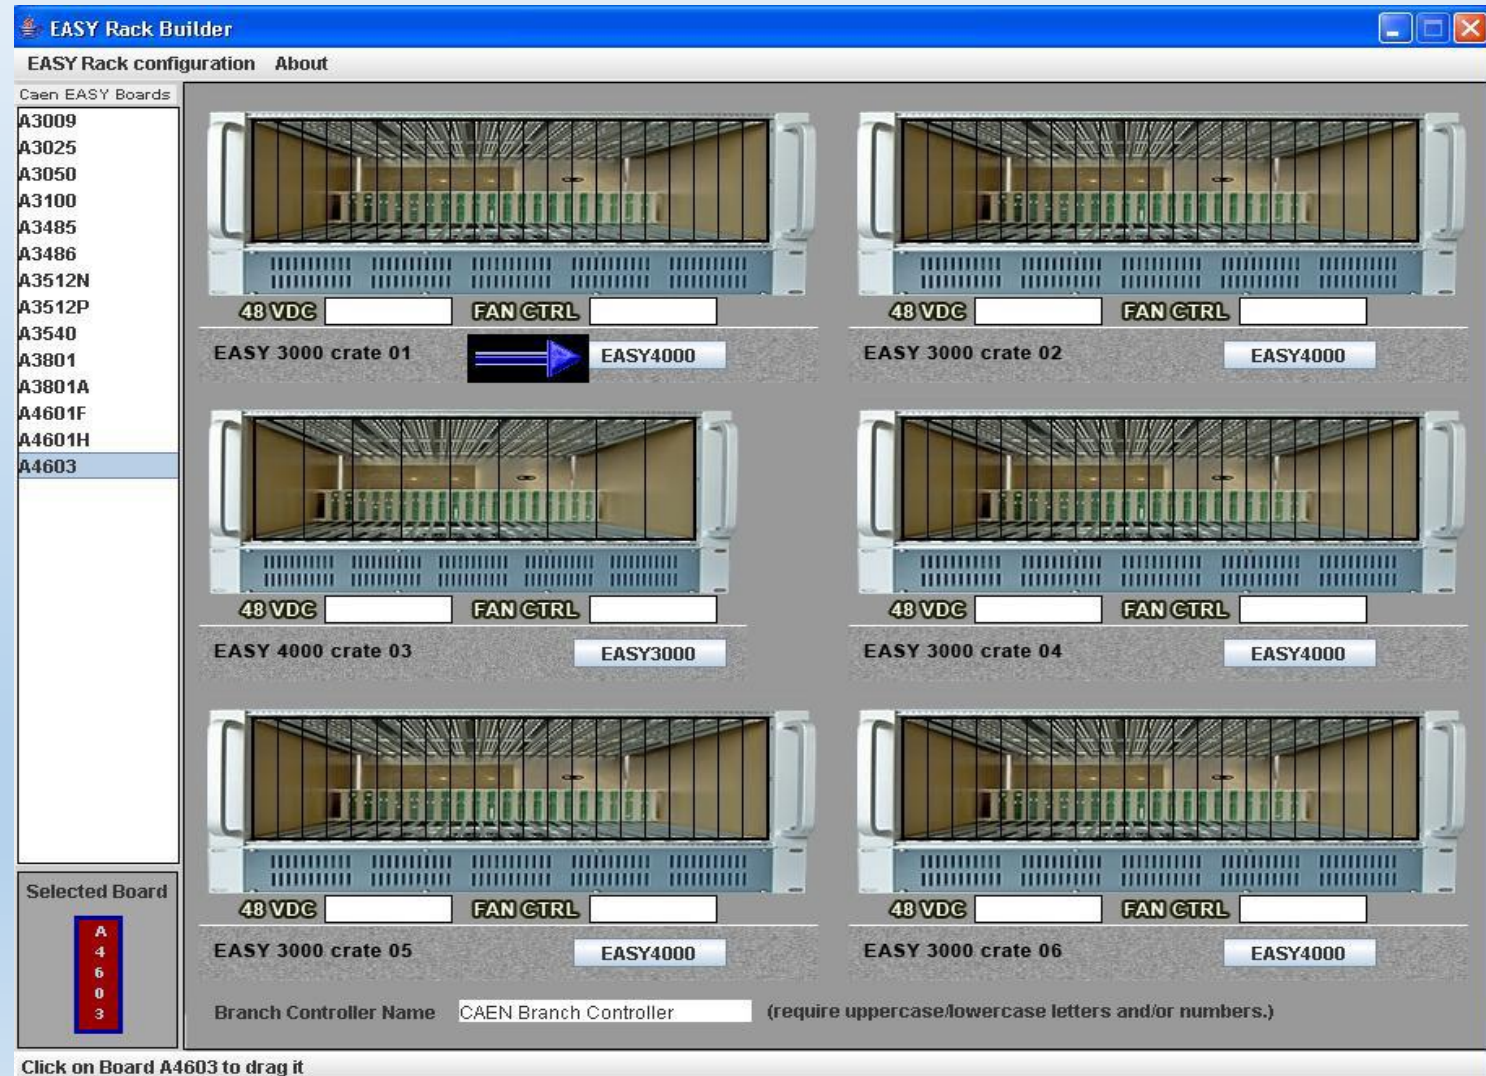 EASY Rack Builder
EASY Rack configuration About
Caen EASY Boards
A3009
A3025
A3050
A3100
A3485
A3486
A3512N
A3512P
A3540
A3801
A3801A
A4601F
A4601H
A4603
48 VDC FAN CTRL
EASY 3000 crate 01 EASY4000
48 VDC FAN CTRL
EASY 3000 crate 02 EASY4000
48 VDC FAN CTRL
EASY 4000 crate 03 EASY3000
48 VDC FAN CTRL
EASY 3000 crate 04 EASY4000
48 VDC FAN CTRL
EASY 3000 crate 05 EASY4000
48 VDC FAN CTRL
EASY 3000 crate 06 EASY4000
Selected Board
A
4
6
0
3
Branch Controller Name CAEN Branch Controller (require uppercase/lowercase letters and/or numbers.)
Click on Board A4603 to drag it